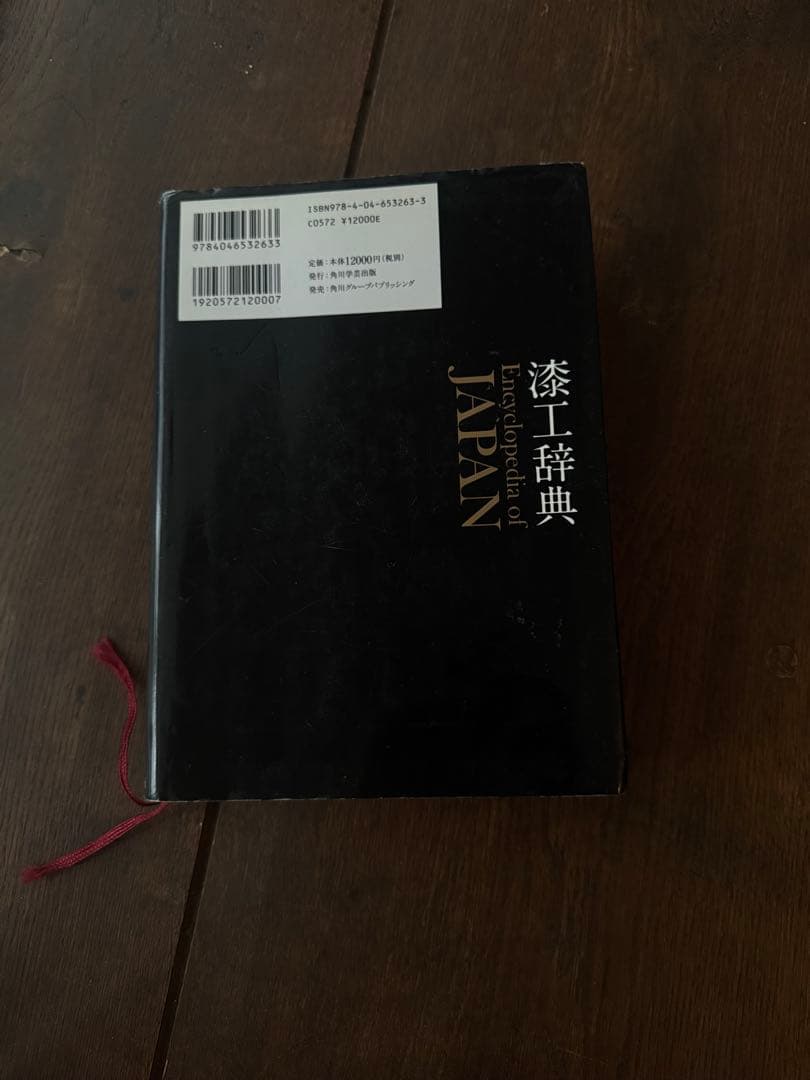 ISBN978-4-04-653263-3
C0572 ¥12000E
9784046532633
定価：本体12000円（税別）
発行：角川学芸出版
発売：角川グループパブリッシング
1920572120007
漆工辞典
Encyclopedia of
JAPAN